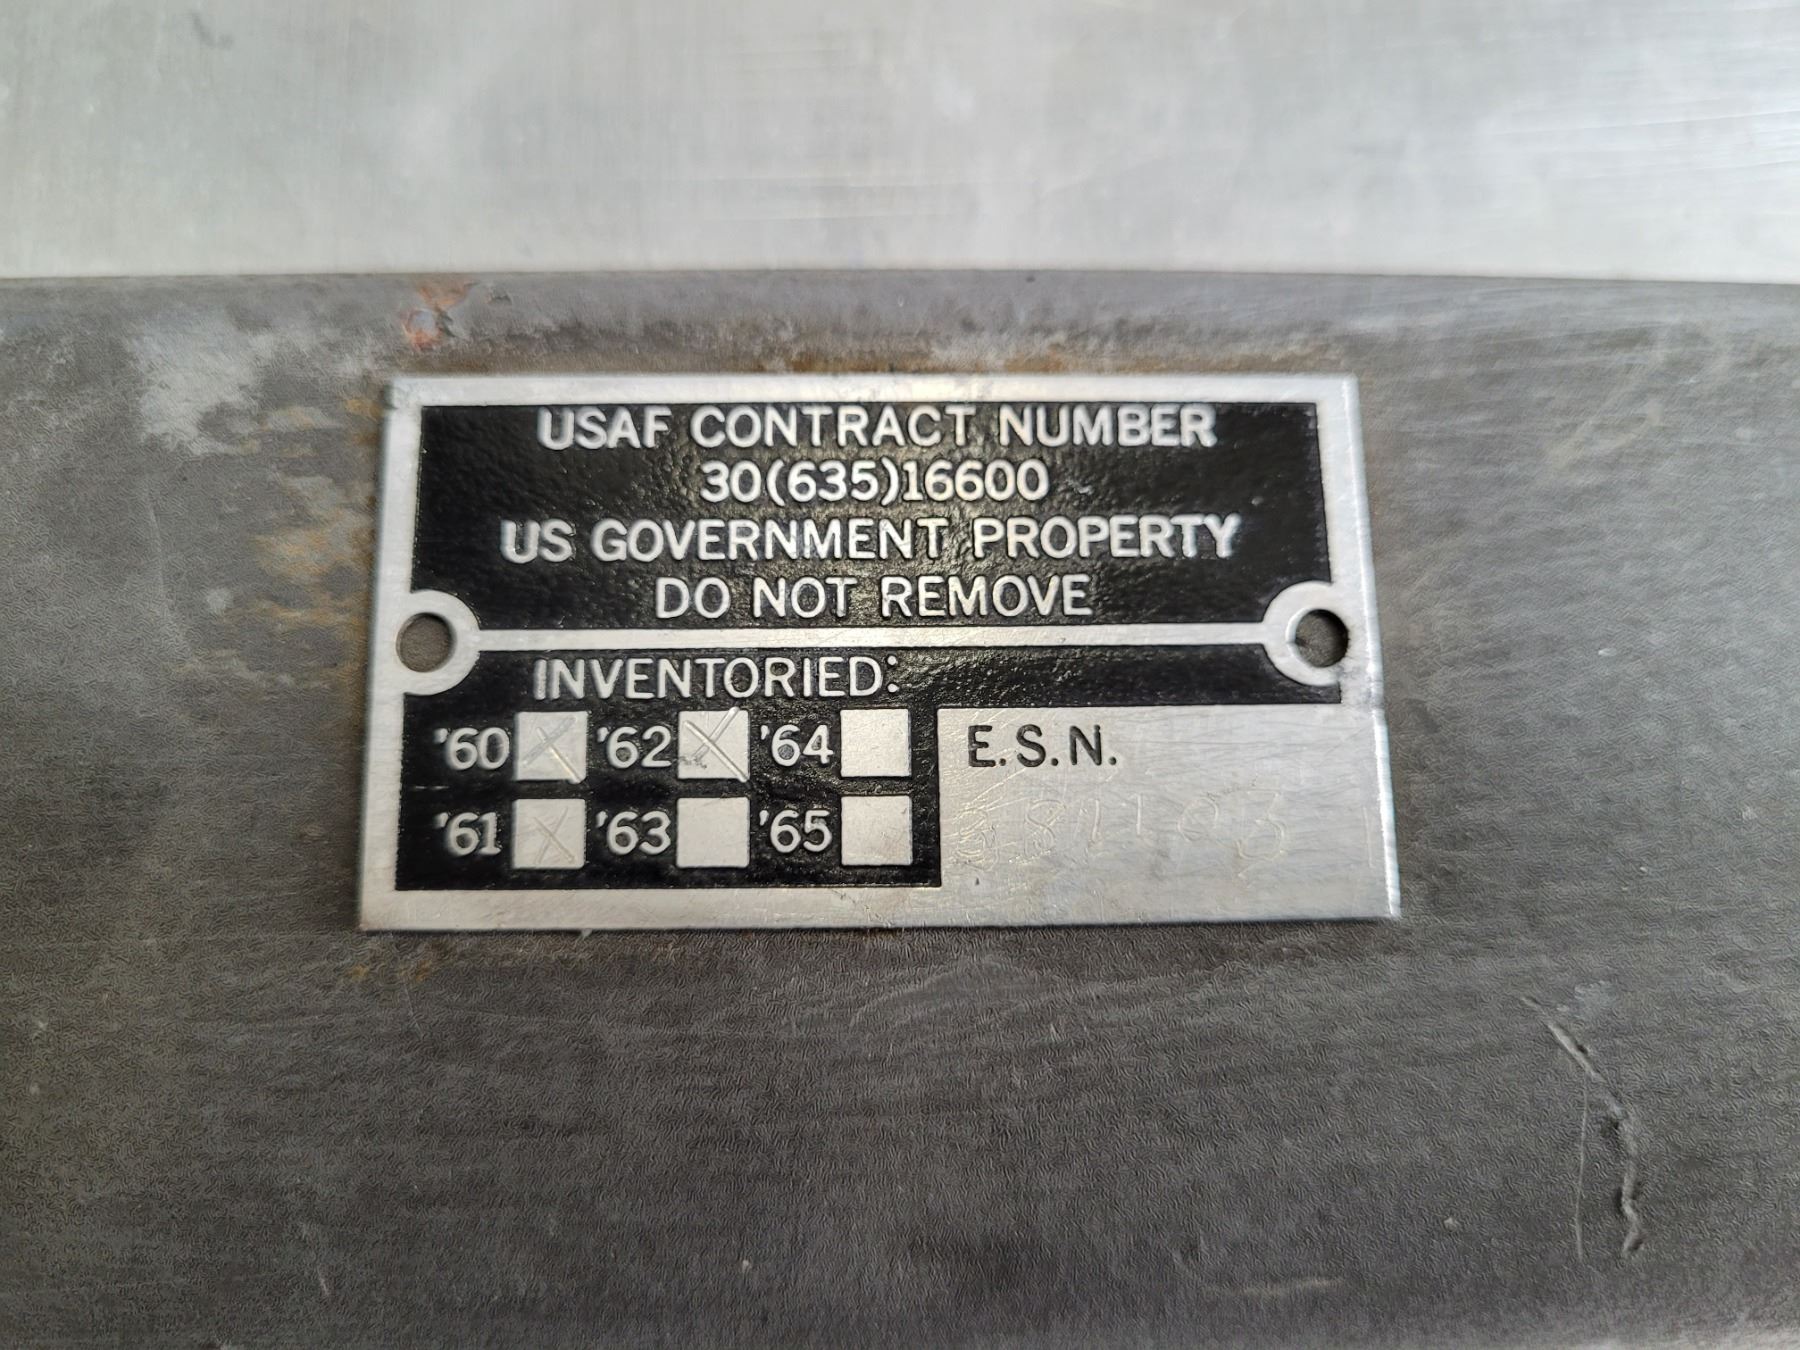 USAF CONTRACT NUMBER
30(635)16600
US GOVERNMENT PROPERTY
DO NOT REMOVE
INVENTORIED:
'60 '62 '64
'61 '63 '65
E.S.N.